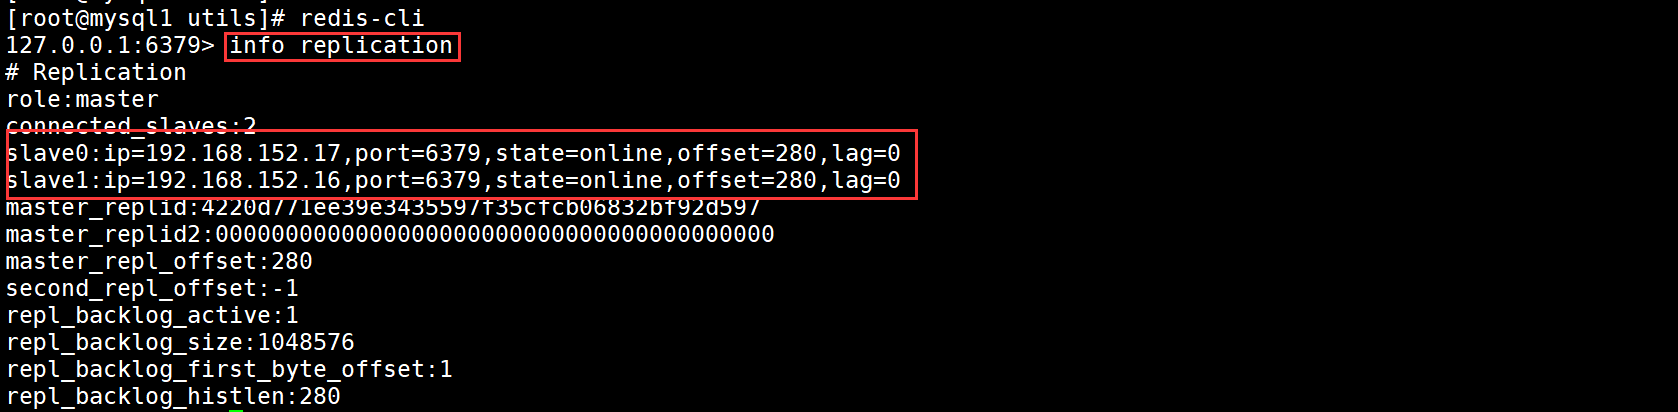 [root@mysql1 utils]# redis-cli
127.0.0.1:6379> info replication
# Replication
role:master
connected_slaves:2
slave0:ip=192.168.152.17,port=6379,state=online,offset=280,lag=0
slave1:ip=192.168.152.16,port=6379,state=online,offset=280,lag=0
master_replid:4220d771ee39e3435597f35cfcb06832bf92d597
master_replid2:0000000000000000000000000000000000000000
master_repl_offset:280
second_repl_offset:-1
repl_backlog_active:1
repl_backlog_size:1048576
repl_backlog_first_byte_offset:1
repl_backlog_histlen:280